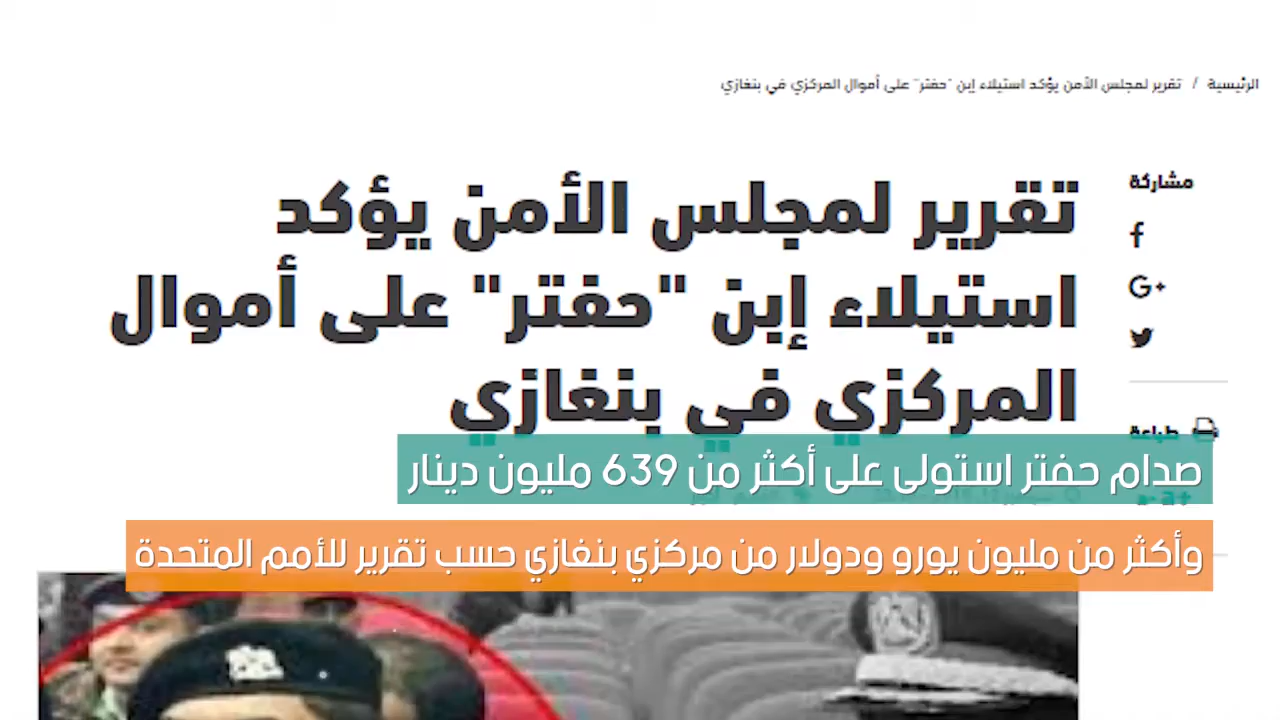 الرئيسية / تقرير لمجلس الأمن يؤكد استيلاء إبن "حفتر" على أموال المركزي في بنغازي
مشاركة
تقرير لمجلس الأمن يؤكد
استيلاء إبن "حفتر" على أموال
المركزي في بنغازي
طباعة
صدام حفتر استولى على أكثر من 639 مليون دينار
وأكثر من مليون يورو ودولار من مركزي بنغازي حسب تقرير للأمم المتحدة